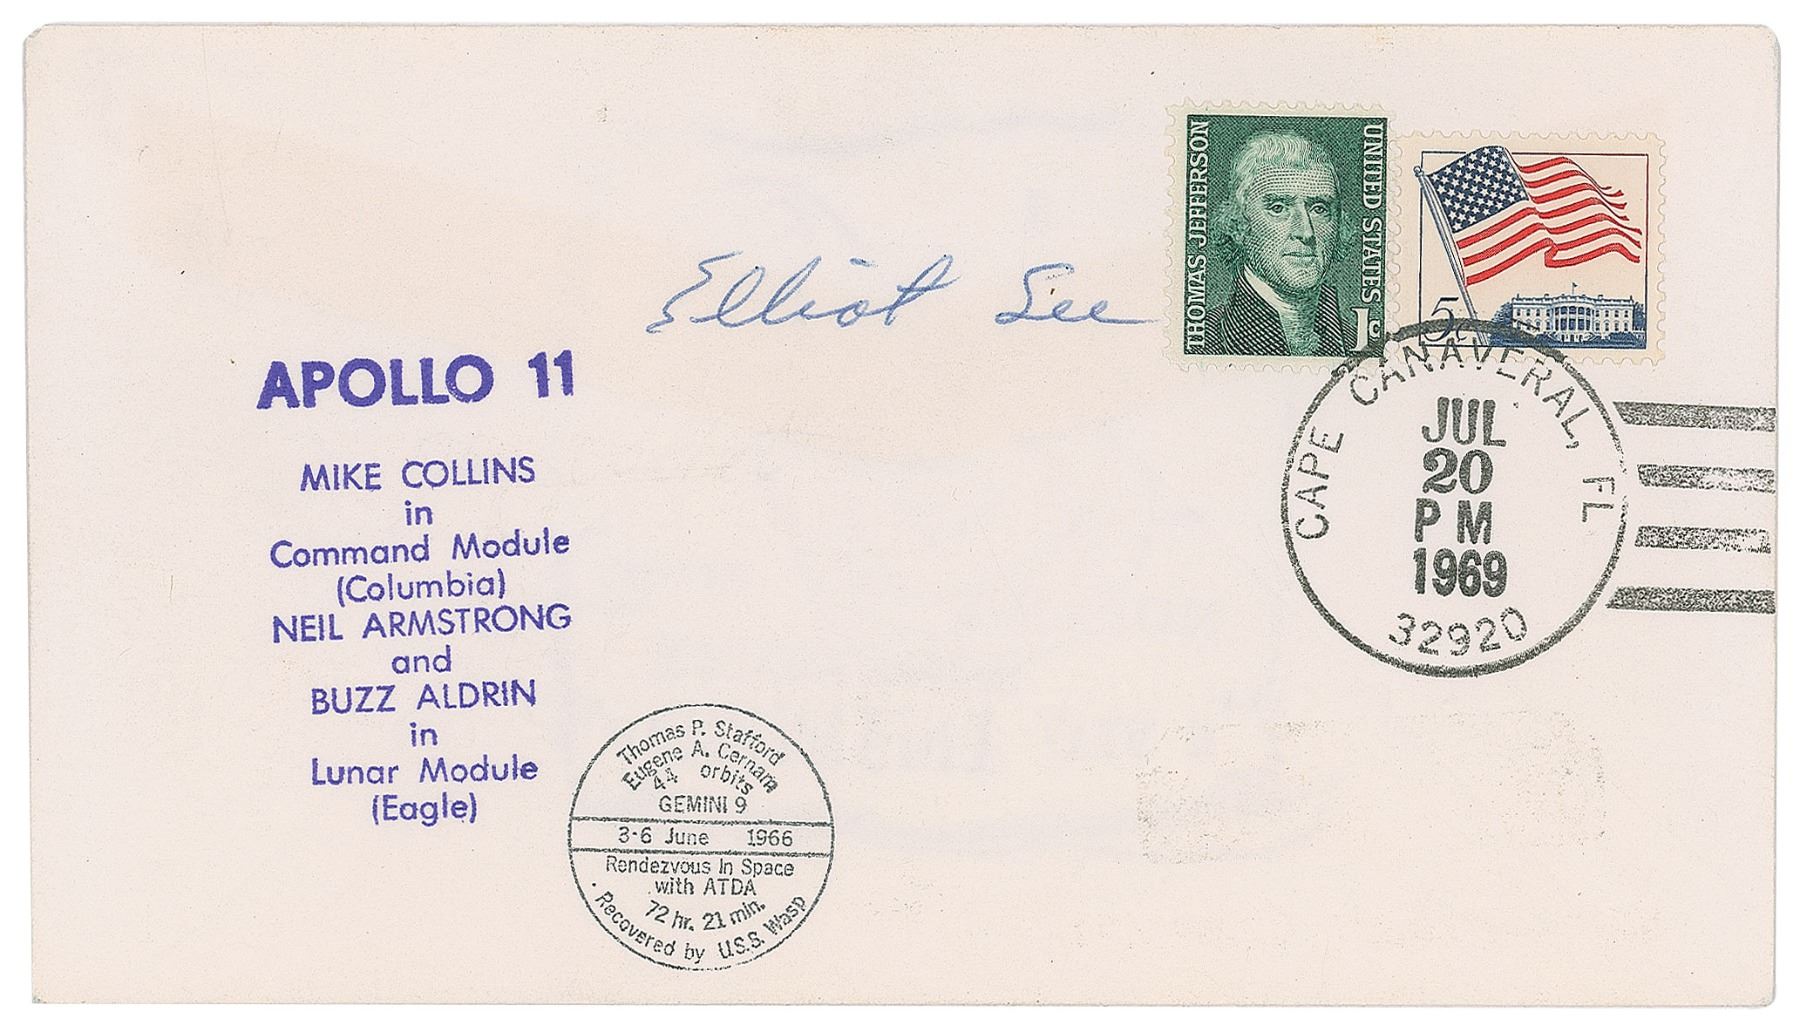 Elliot See
THOMAS JEFFERSON
UNITED STATES
1c
5c
CAPE CANAVERAL, FL
JUL
20
PM
1969
32920
APOLLO 11
MIKE COLLINS
in
Command Module
(Columbia)
NEIL ARMSTRONG
and
BUZZ ALDRIN
in
Lunar Module
(Eagle)
Thomas P. Stafford
Eugene A. Cernam
44 orbits
GEMINI 9
3-6 June 1966
Rendezvous In Space
with ATDA
72 hr. 21 min.
Recovered by U.S.S. Wasp